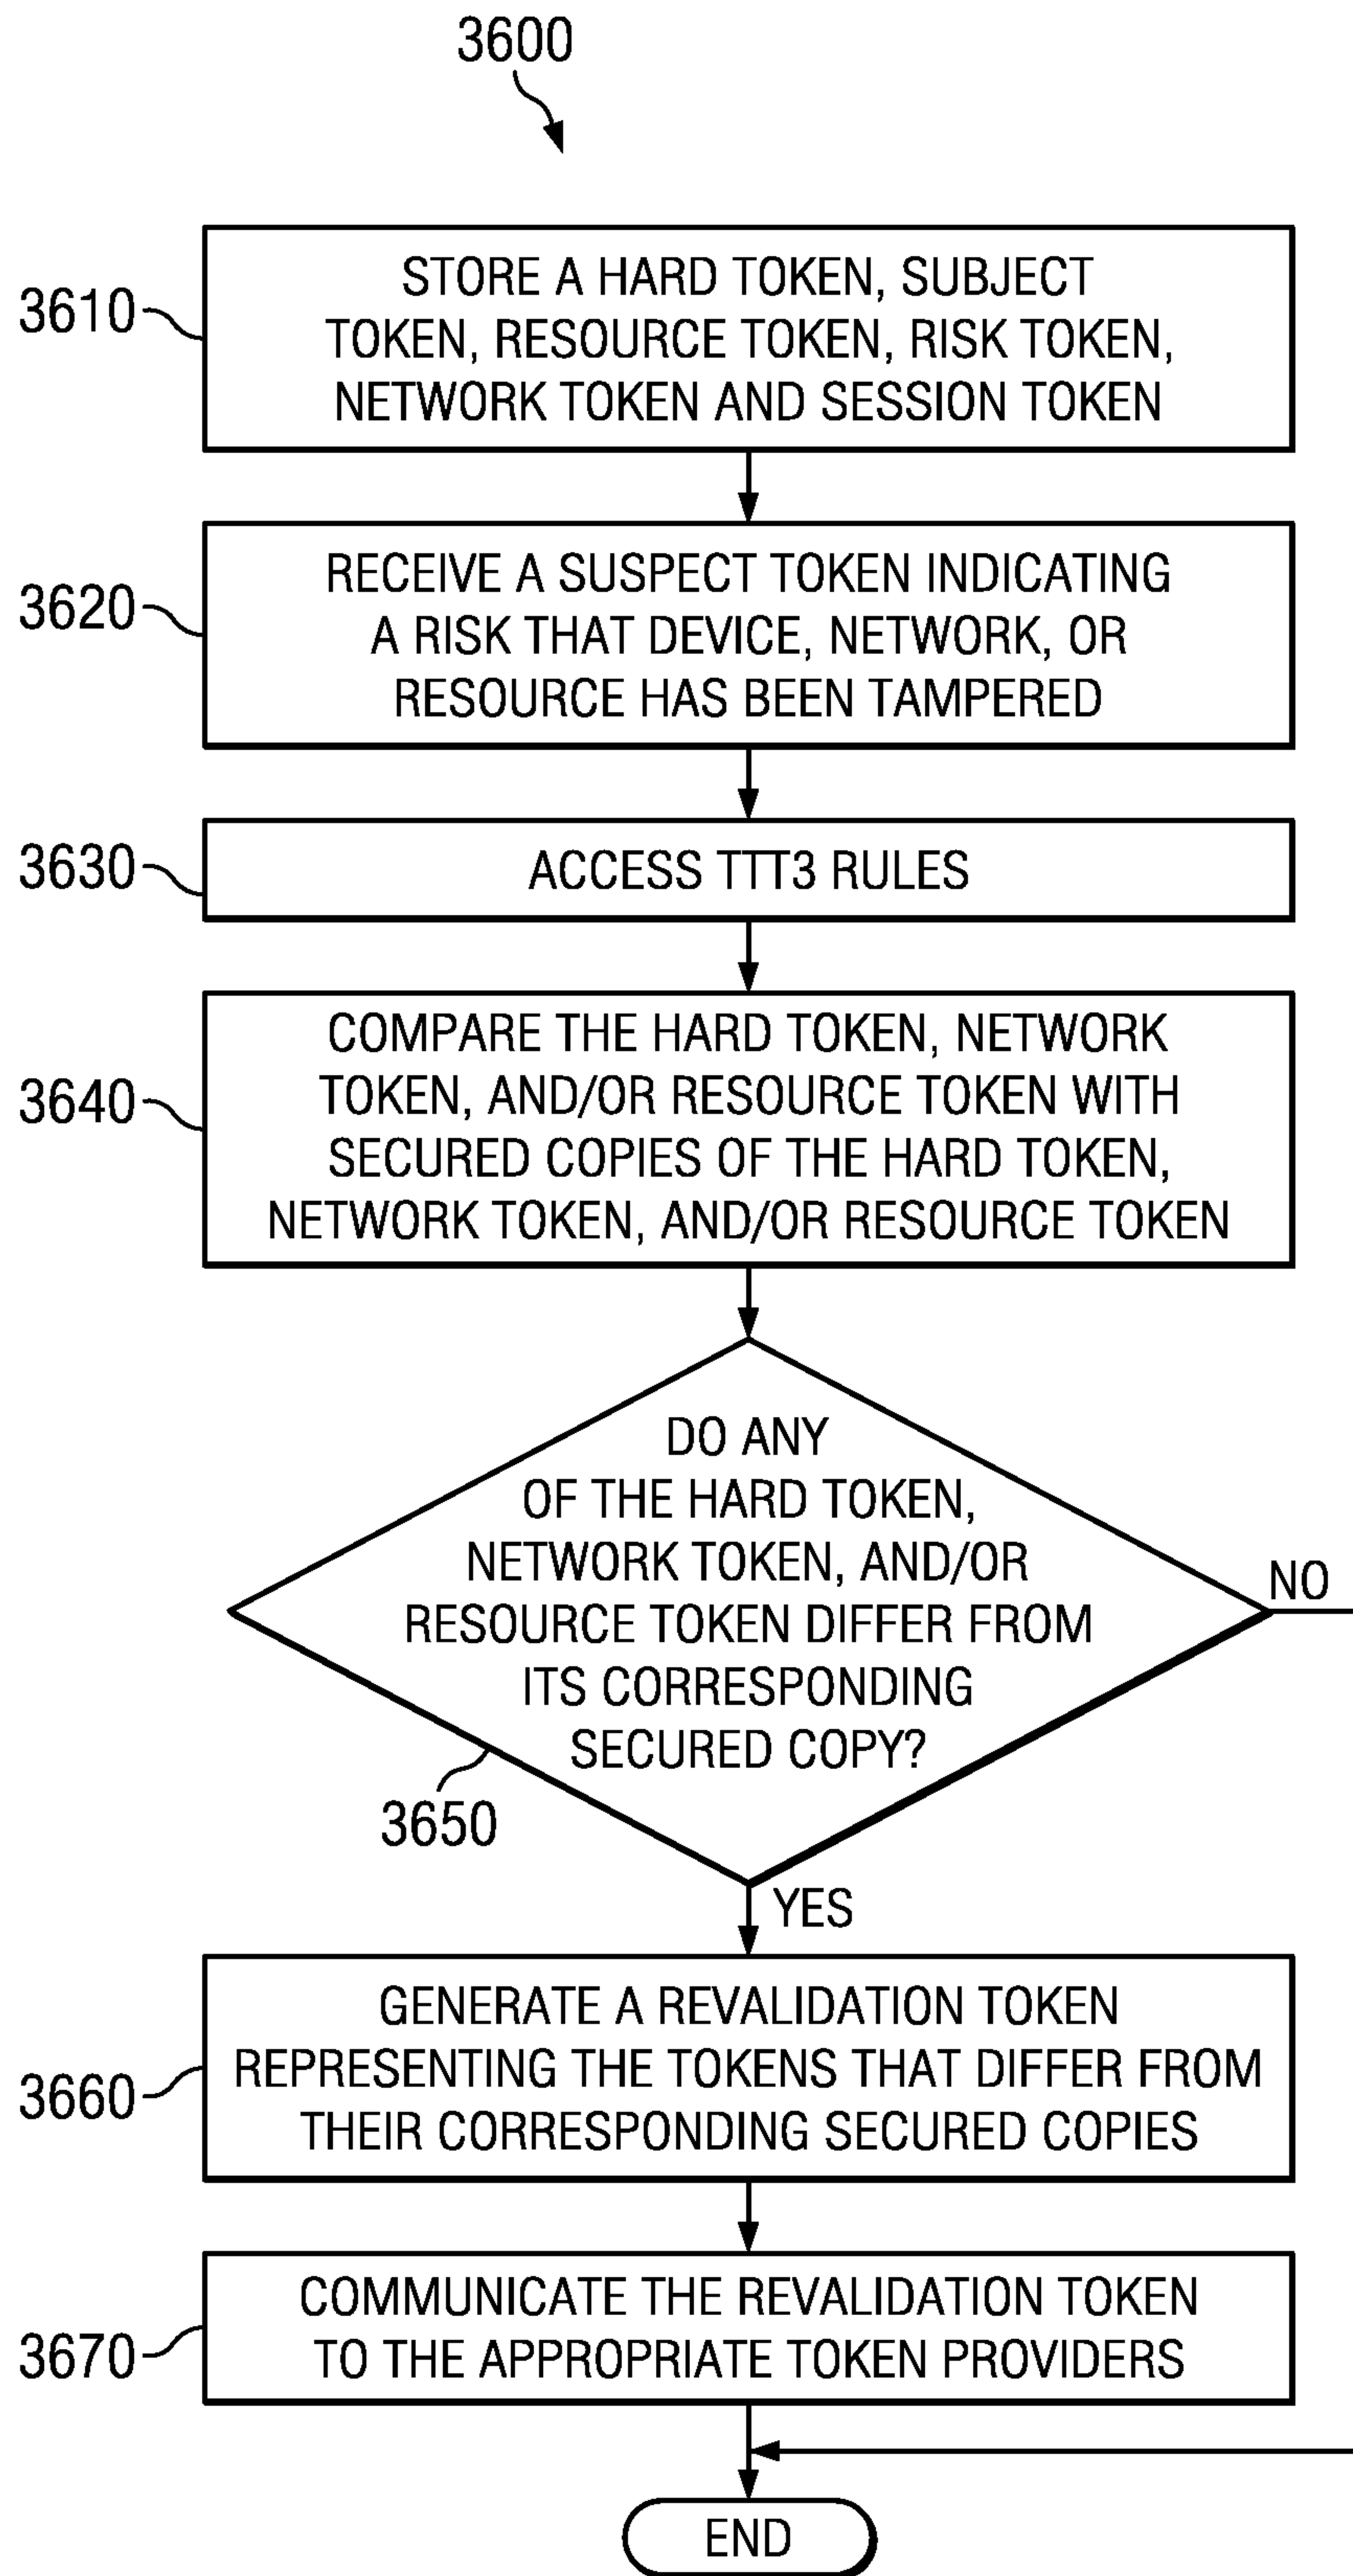 3600
3610
STORE A HARD TOKEN, SUBJECT
TOKEN, RESOURCE TOKEN, RISK TOKEN,
NETWORK TOKEN AND SESSION TOKEN
3620
RECEIVE A SUSPECT TOKEN INDICATING
A RISK THAT DEVICE, NETWORK, OR
RESOURCE HAS BEEN TAMPERED
3630
ACCESS TTT3 RULES
3640
COMPARE THE HARD TOKEN, NETWORK
TOKEN, AND/OR RESOURCE TOKEN WITH
SECURED COPIES OF THE HARD TOKEN,
NETWORK TOKEN, AND/OR RESOURCE TOKEN
DO ANY
OF THE HARD TOKEN,
NETWORK TOKEN, AND/OR
RESOURCE TOKEN DIFFER FROM
ITS CORRESPONDING
SECURED COPY?
NO
3650
YES
3660
GENERATE A REVALIDATION TOKEN
REPRESENTING THE TOKENS THAT DIFFER FROM
THEIR CORRESPONDING SECURED COPIES
3670
COMMUNICATE THE REVALIDATION TOKEN
TO THE APPROPRIATE TOKEN PROVIDERS
END